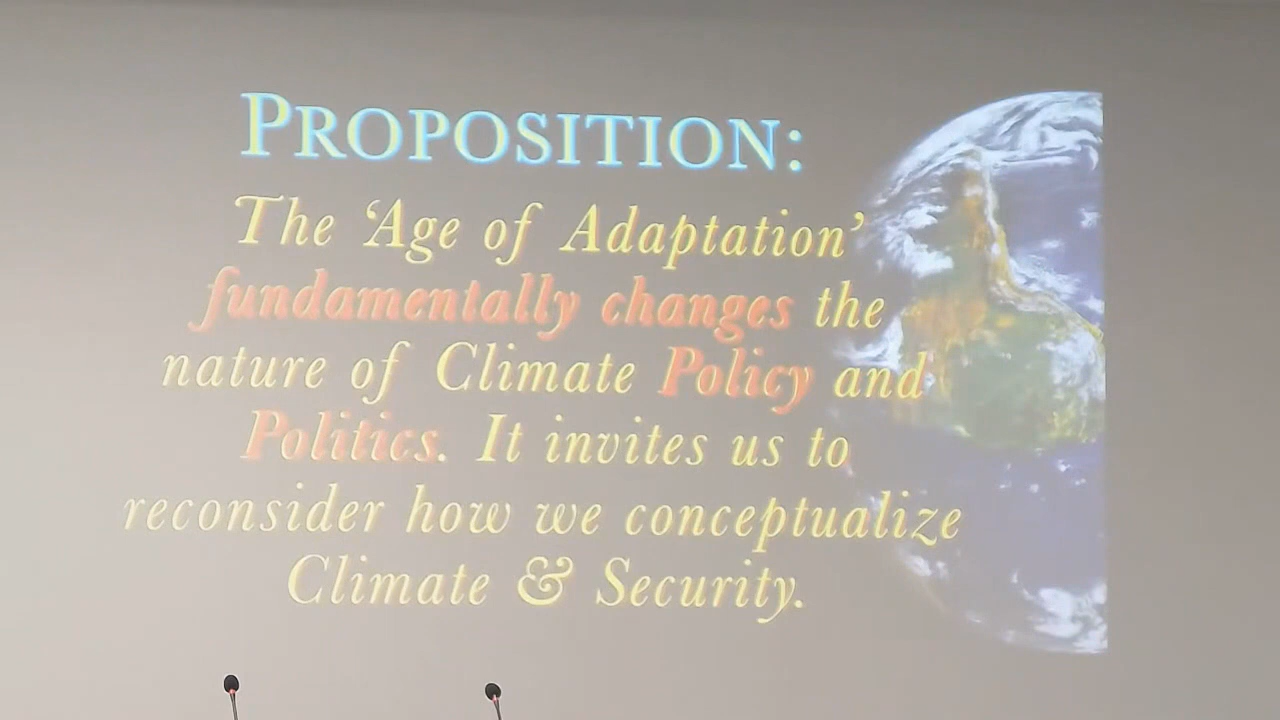 PROPOSITION:
The ‘Age of Adaptation’
fundamentally changes the
nature of Climate Policy and
Politics. It invites us to
reconsider how we conceptualize
Climate & Security.